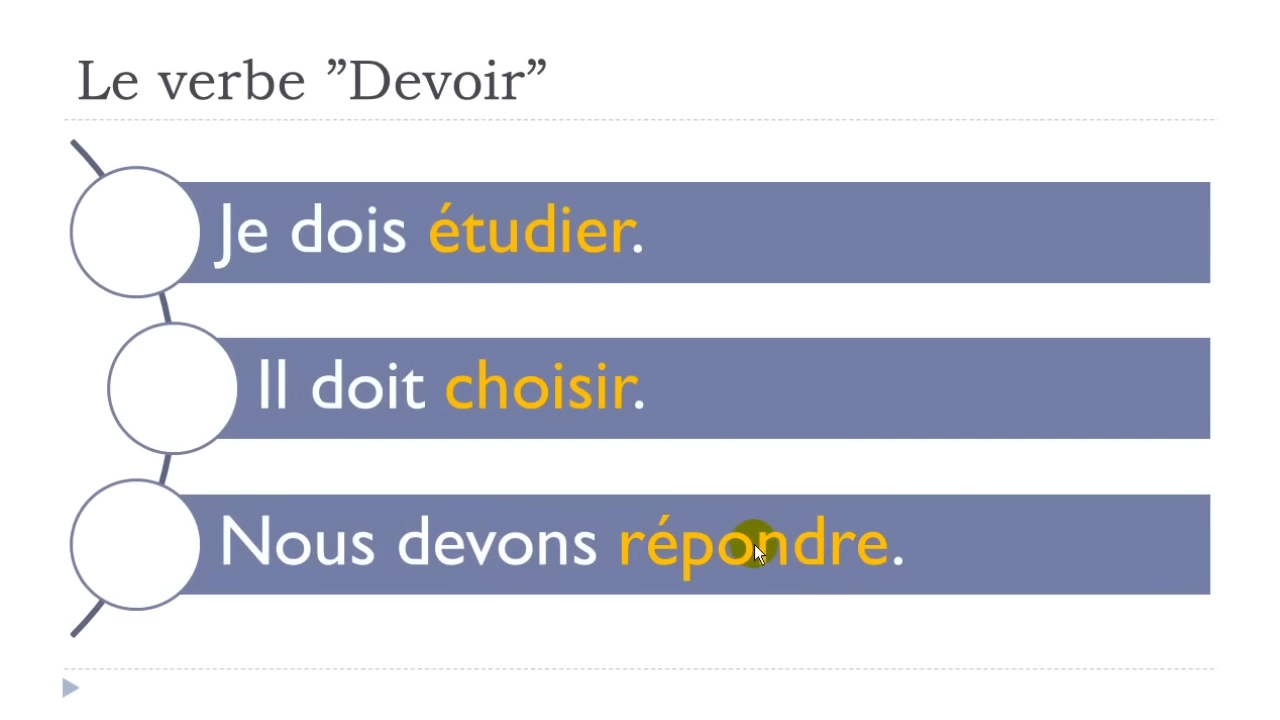 Le verbe ”Devoir”
Je dois étudier.
Il doit choisir.
Nous devons répondre.